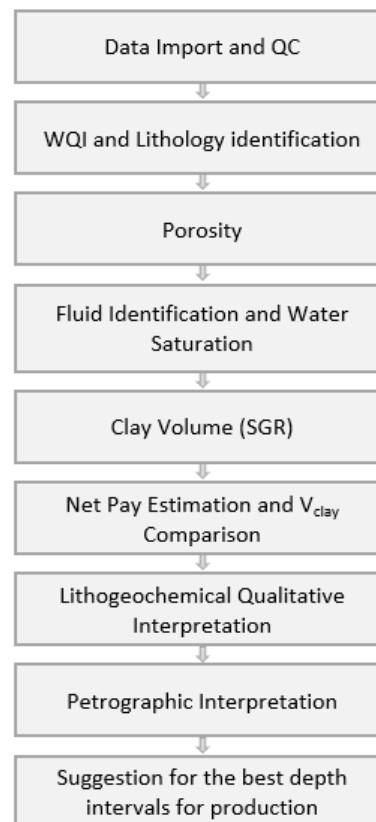 Data Import and QC
WQI and Lithology identification
Porosity
Fluid Identification and Water
Saturation
Clay Volume (SGR)
Net Pay Estimation and Vclay
Comparison
Lithogeochemical Qualitative
Interpretation
Petrographic Interpretation
Suggestion for the best depth
intervals for production